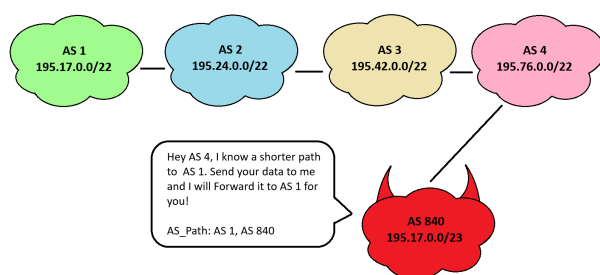 AS 1
195.17.0.0/22
AS 2
195.24.0.0/22
AS 3
195.42.0.0/22
AS 4
195.76.0.0/22
Hey AS 4, I know a shorter path
to AS 1. Send your data to me
and I will Forward it to AS 1 for
you!
AS_Path: AS 1, AS 840
AS 840
195.17.0.0/23